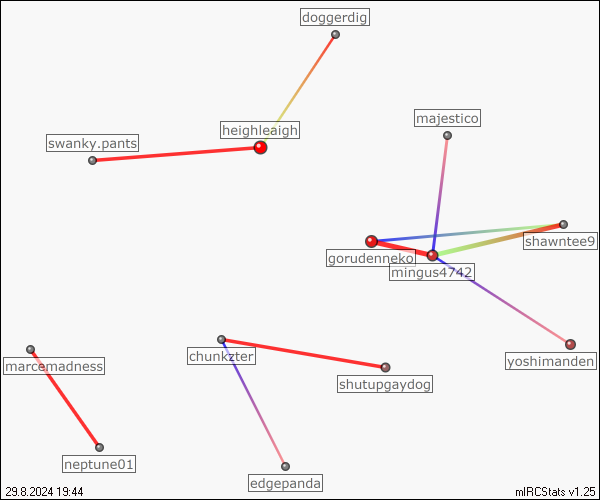 doggerdig
majestico
heighleaigh
swanky.pants
shawntee9
gorudenneko
mingus4742
chunkzter
marcemadness
yoshimanden
shutupgaydog
neptune01
edgepanda
29.8.2024 19:44
mIRCStats v1.25